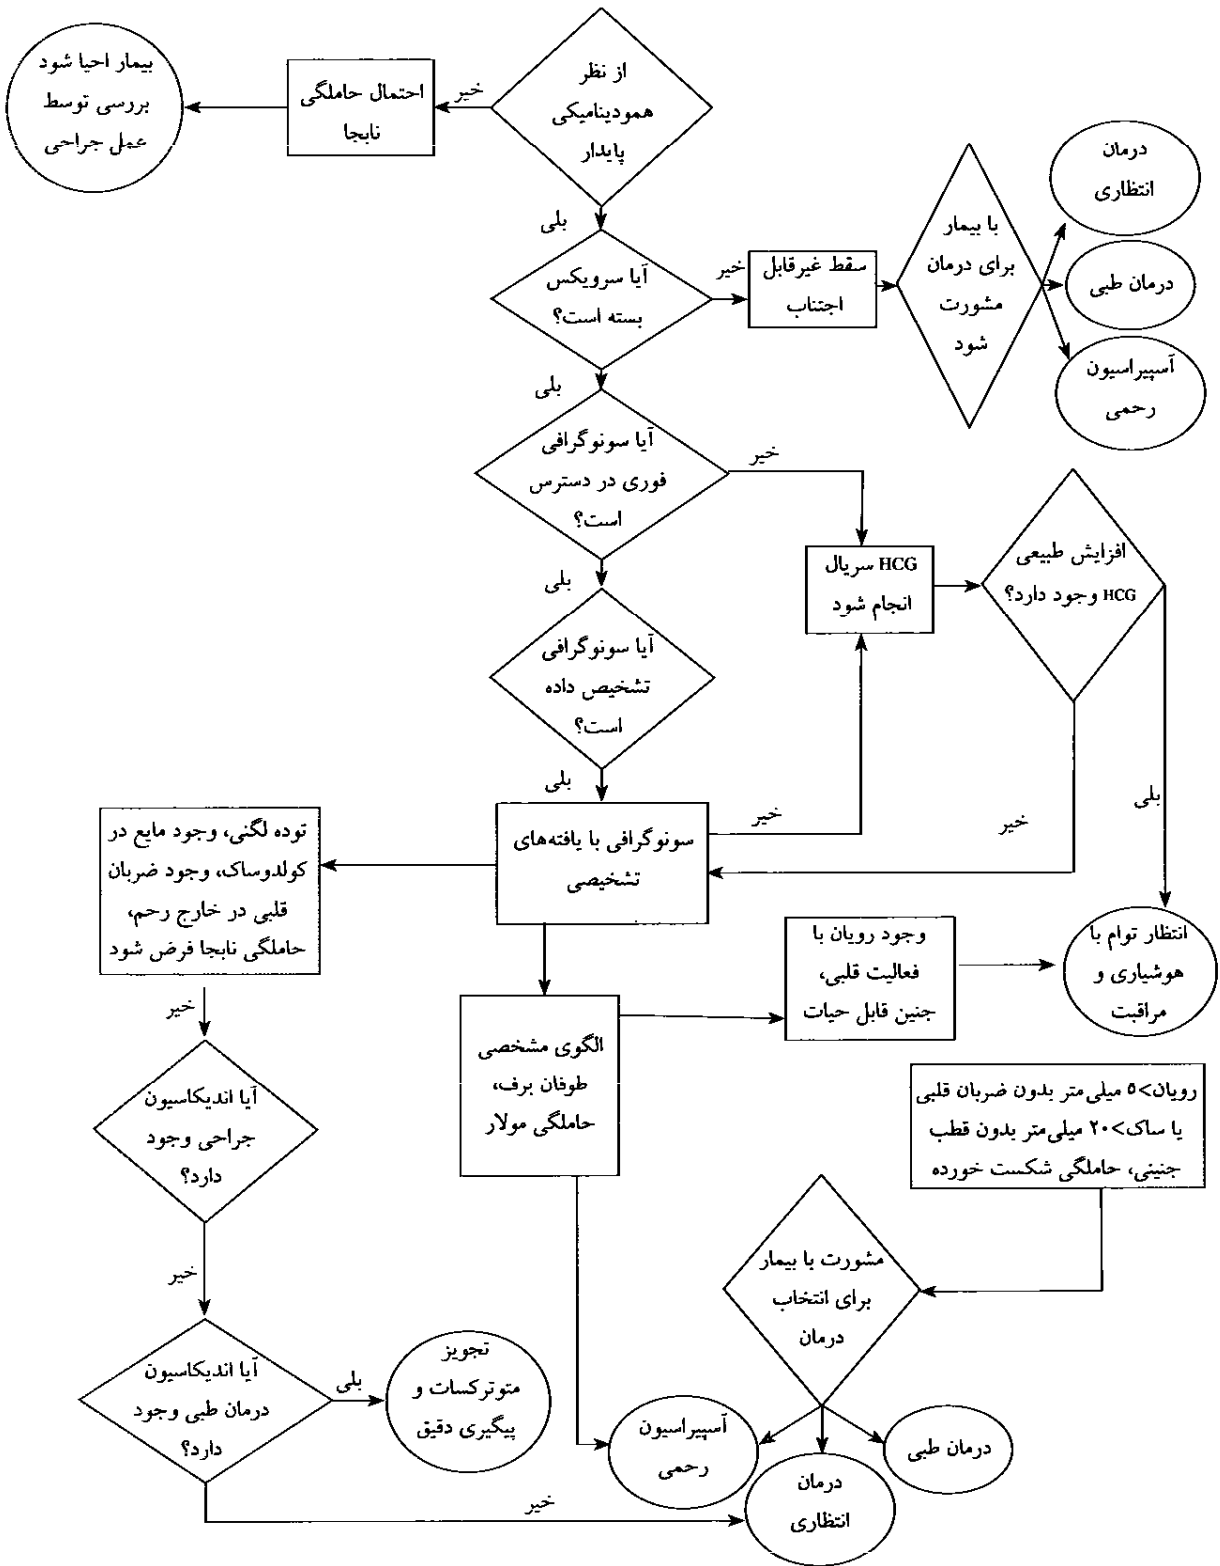 از نظر
همودینامیکی
پایدار
خیر
احتمال حاملگی
نابجا
بیمار احیا شود
بررسی توسط
عمل جراحی
بلی
آیا سرویکس
بسته است؟
خیر
سقط غیرقابل
اجتناب
با بیمار
برای درمان
مشورت
شود
درمان
انتظاری
درمان طبی
آسپیراسیون
رحمی
بلی
آیا سونوگرافی
فوری در دسترس
است؟
خیر
HCG سریال
انجام شود
افزایش طبیعی
HCG وجود دارد؟
بلی
آیا سونوگرافی
تشخیص داده
است؟
بلی
سونوگرافی با یافته‌های
تشخیصی
خیر
خیر
بلی
توده لگنی، وجود مایع در
کولدوساک، وجود ضربان
قلبی در خارج رحم،
حاملگی نابجا فرض شود
وجود رویان با
فعالیت قلبی،
جنین قابل حیات
انتظار توام با
هوشیاری و
مراقبت
خیر
الگوی مشخصی
طوفان برف،
حاملگی مولار
رویان>۵ میلی‌متر بدون ضربان قلبی
یا ساک>۲۰ میلی‌متر بدون قطب
جنینی، حاملگی شکست خورده
آیا اندیکاسیون
جراحی وجود
دارد؟
خیر
مشورت با بیمار
برای انتخاب
درمان
آیا اندیکاسیون
درمان طبی وجود
دارد؟
بلی
تجویز
متوترکسات و
پیگیری دقیق
آسپیراسیون
رحمی
درمان طبی
درمان
انتظاری
خیر